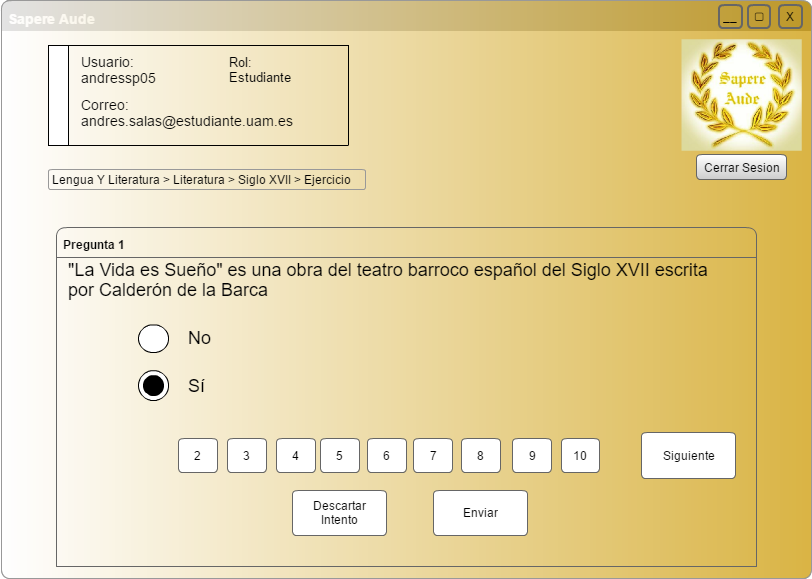 Sapere Aude
__ □ X
Usuario:
andressp05
Rol:
Estudiante
Correo:
andres.salas@estudiante.uam.es
Sapere
Aude
Cerrar Sesion
Lengua Y Literatura > Literatura > Siglo XVII > Ejercicio
Pregunta 1
"La Vida es Sueño" es una obra del teatro barroco español del Siglo XVII escrita
por Calderón de la Barca
No
Sí
2 3 4 5 6 7 8 9 10
Siguiente
Descartar
Intento
Enviar